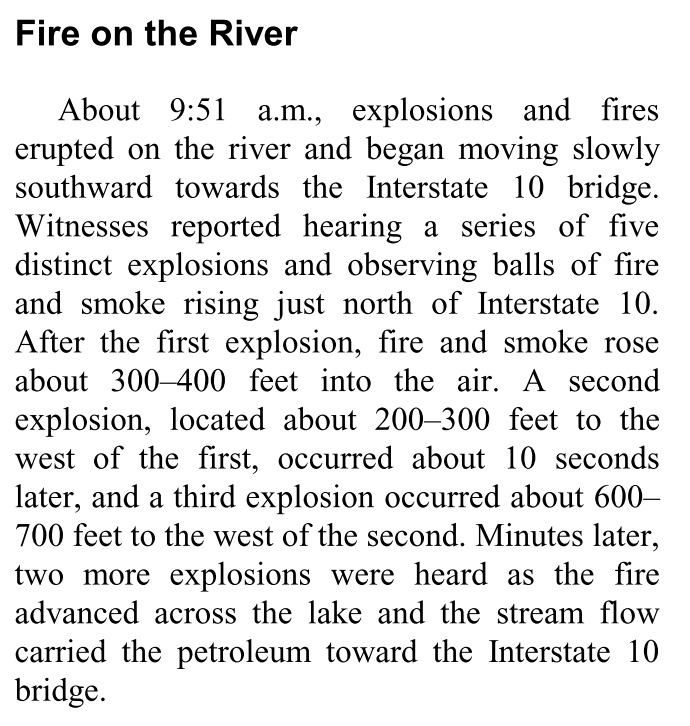 Fire on the River
About 9:51 a.m., explosions and fires
erupted on the river and began moving slowly
southward towards the Interstate 10 bridge.
Witnesses reported hearing a series of five
distinct explosions and observing balls of fire
and smoke rising just north of Interstate 10.
After the first explosion, fire and smoke rose
about 300–400 feet into the air. A second
explosion, located about 200–300 feet to the
west of the first, occurred about 10 seconds
later, and a third explosion occurred about 600–
700 feet to the west of the second. Minutes later,
two more explosions were heard as the fire
advanced across the lake and the stream flow
carried the petroleum toward the Interstate 10
bridge.